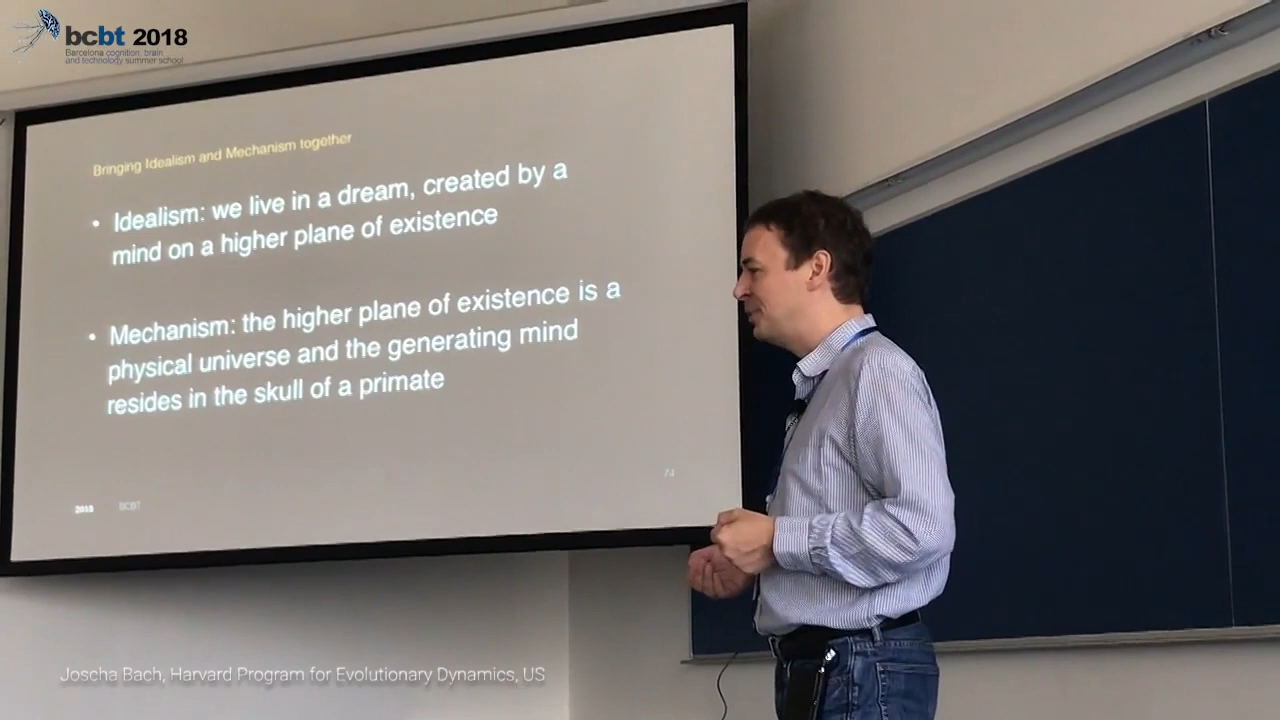 bcbt 2018
Barcelona cognition, brain
and technology summer school
Bringing Idealism and Mechanism together
• Idealism: we live in a dream, created by a
mind on a higher plane of existence
• Mechanism: the higher plane of existence is a
physical universe and the generating mind
resides in the skull of a primate
2018 BCBT
Joscha Bach, Harvard Program for Evolutionary Dynamics, US